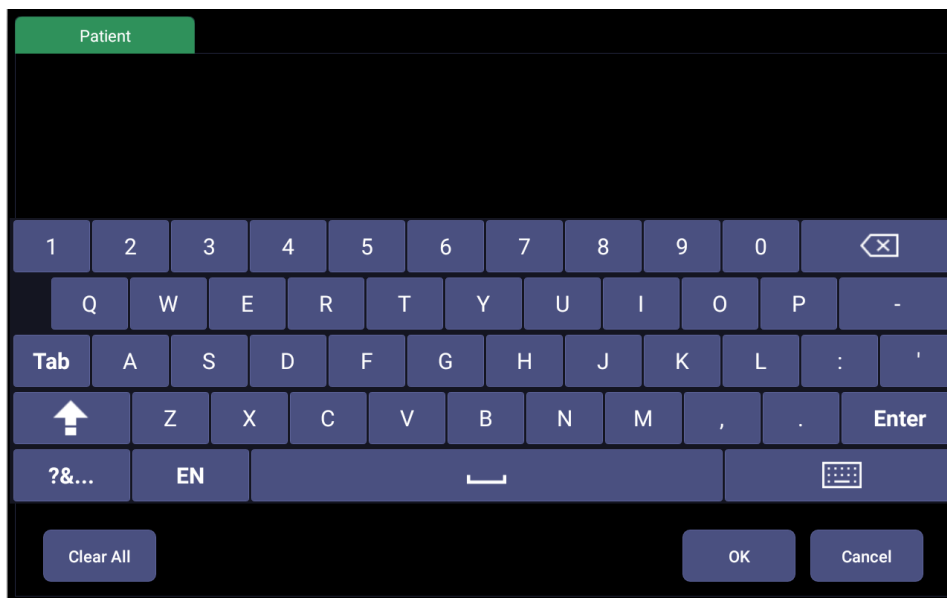 Patient
1 2 3 4 5 6 7 8 9 0
Q W E R T Y U I O P -
Tab A S D F G H J K L : '
Z X C V B N M , . Enter
?&... EN
Clear All OK Cancel